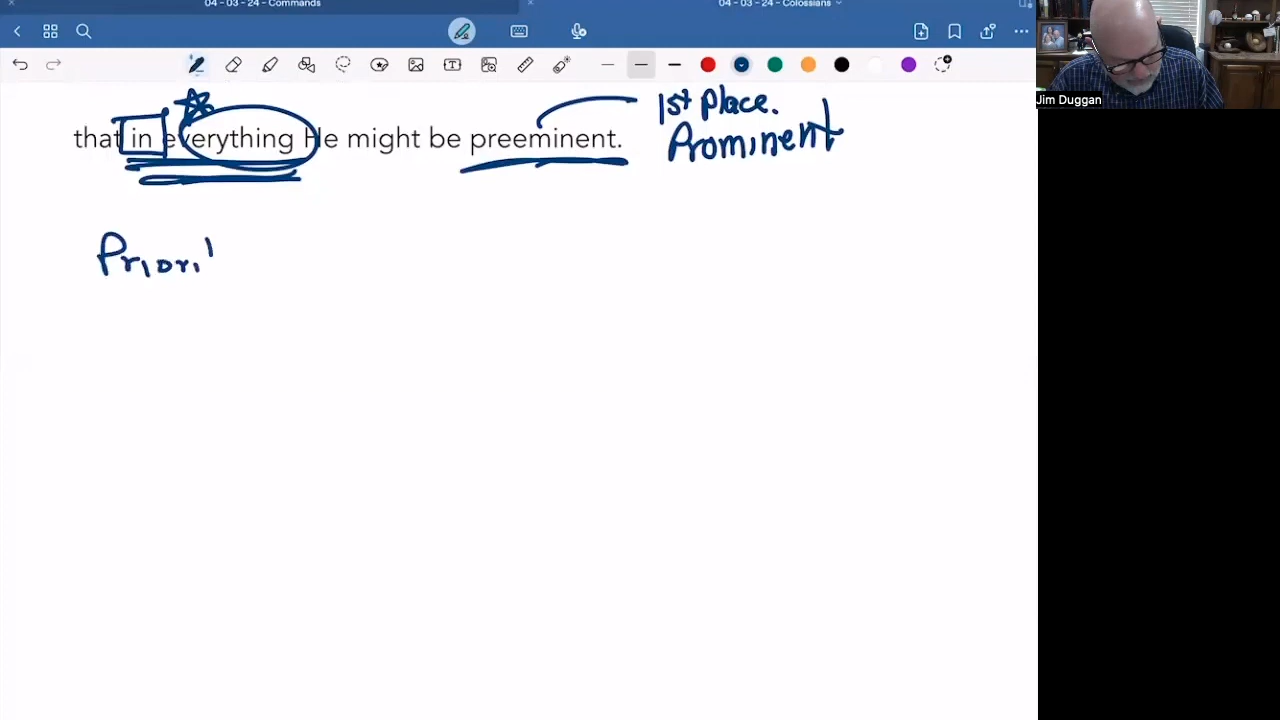 04 - 03 - 24 - Commands
04 - 03 - 24 - Colossians
Jim Duggan
1st Place.
that in everything He might be preeminent.
Prominent
Priori